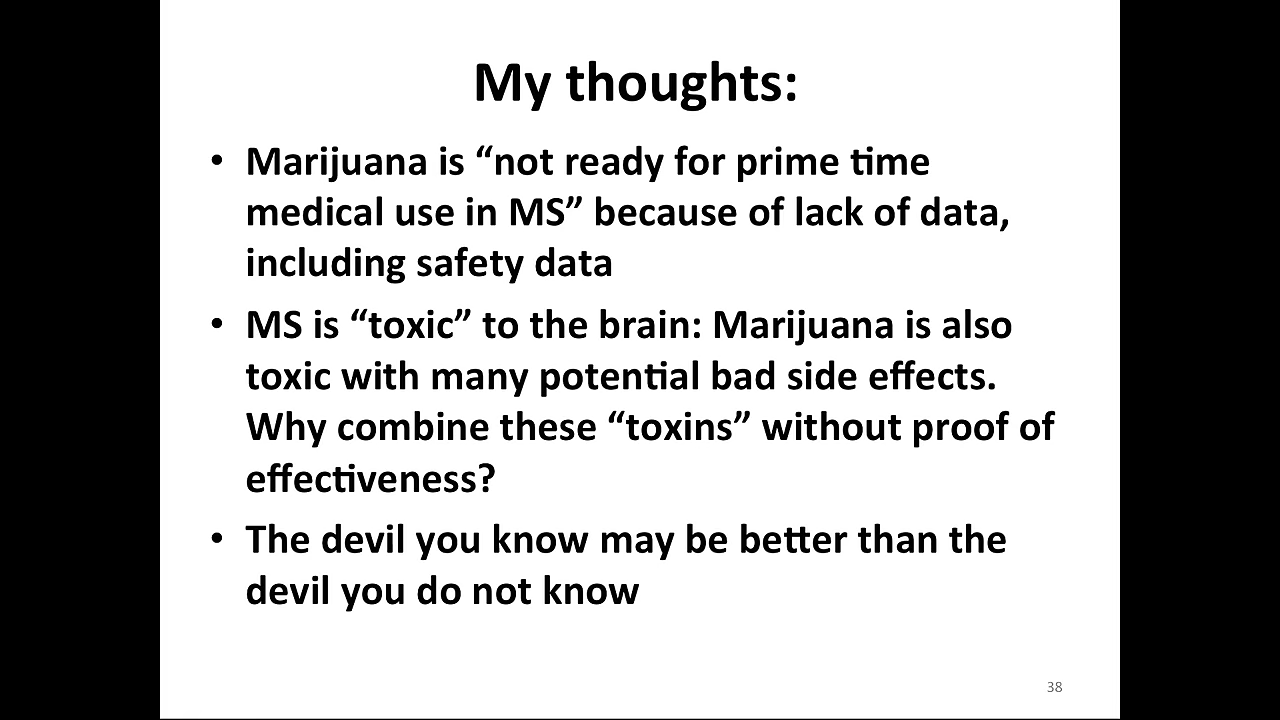 My thoughts:
• Marijuana is “not ready for prime time
medical use in MS” because of lack of data,
including safety data
• MS is “toxic” to the brain: Marijuana is also
toxic with many potential bad side effects.
Why combine these “toxins” without proof of
effectiveness?
• The devil you know may be better than the
devil you do not know
38